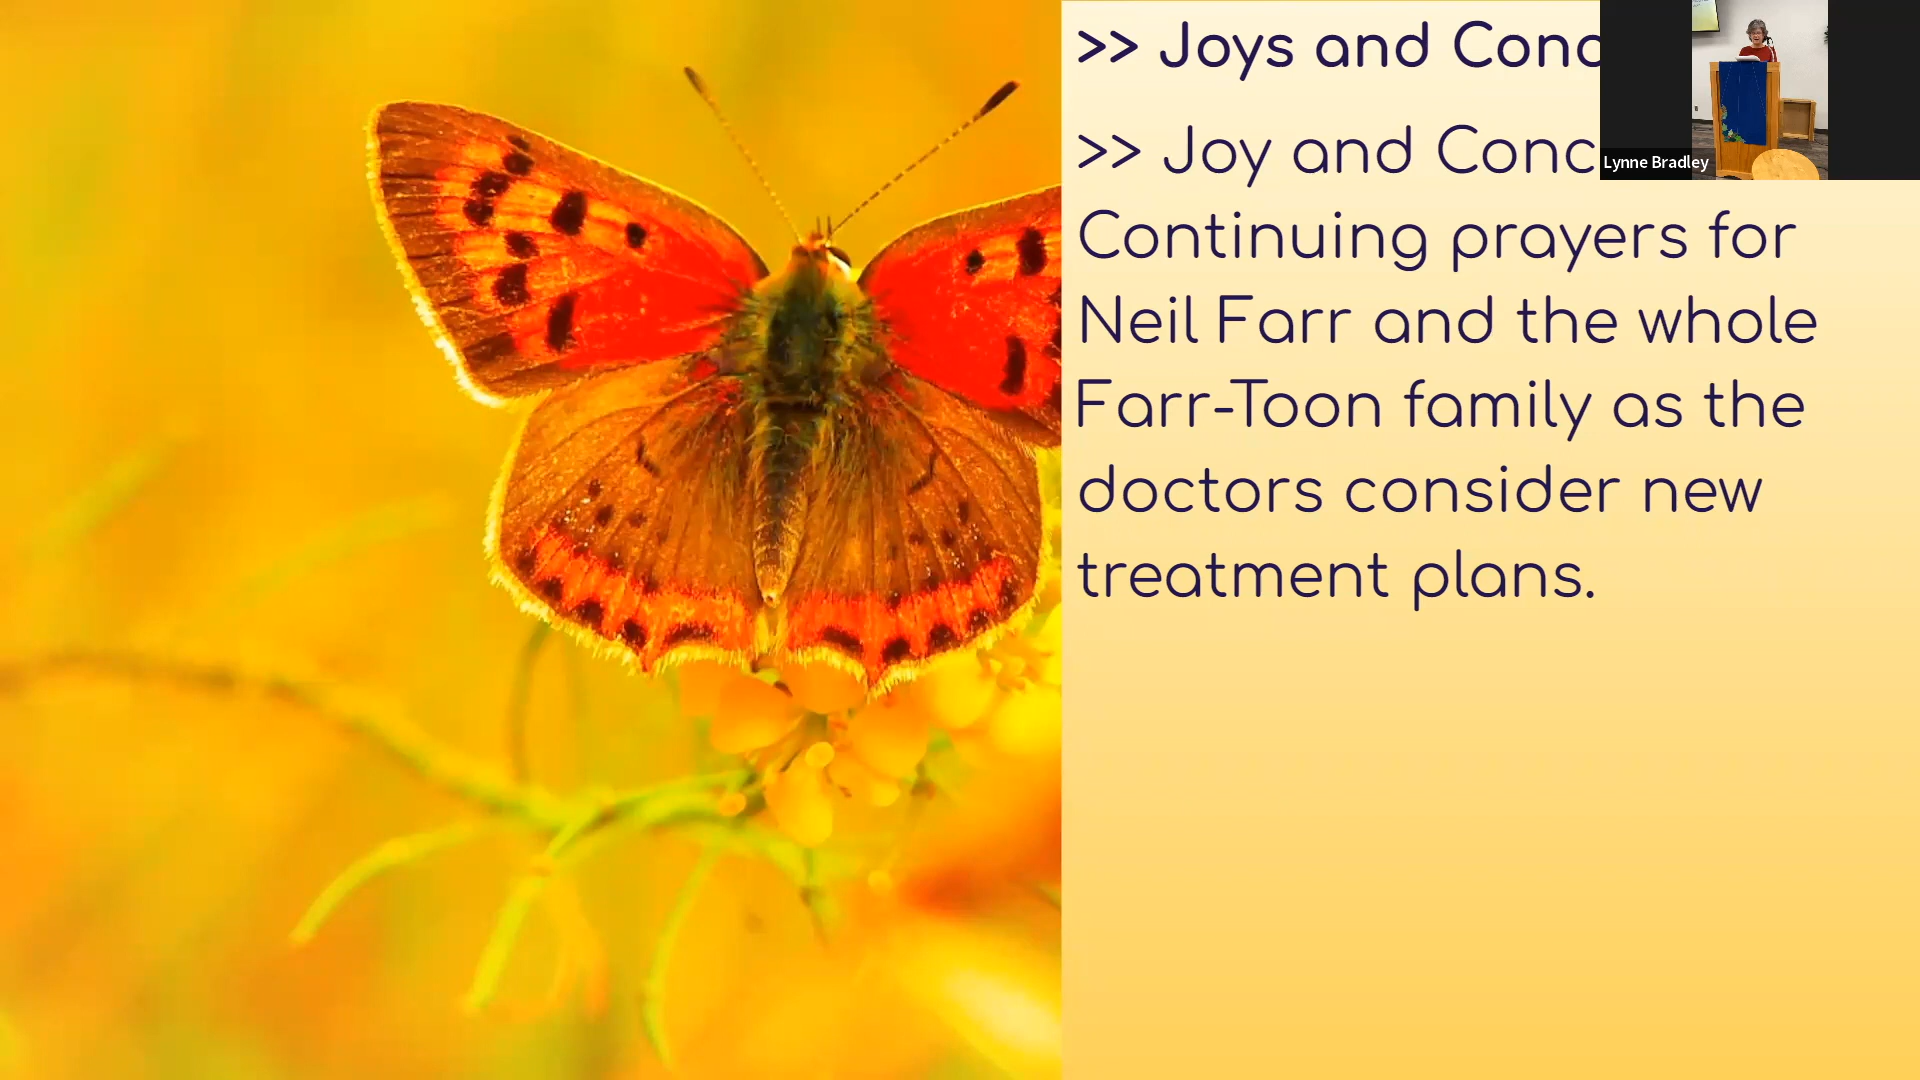 >> Joys and Conc
>> Joy and Conc
Continuing prayers for
Neil Farr and the whole
Farr-Toon family as the
doctors consider new
treatment plans.
Lynne Bradley